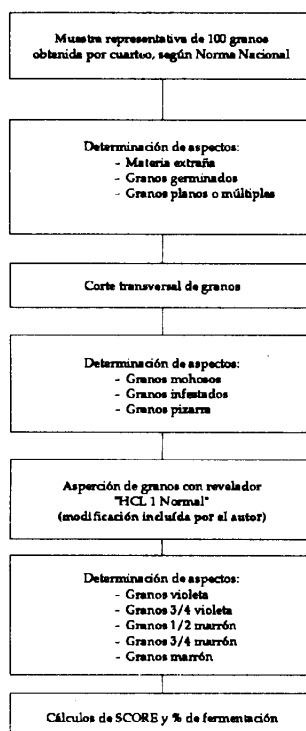 Muestra representativa de 100 granos
obtenida por cuarteo, según Norma Nacional
Determinación de aspectos:
- Materia extraña
- Granos germinados
- Granos planos o múltiples
Corte transversal de granos
Determinación de aspectos:
- Granos mohosos
- Granos infestados
- Granos pizarra
Asperción de granos con revelador
"HCL 1 Normal"
(modificación incluída por el autor)
Determinación de aspectos:
- Granos violeta
- Granos 3/4 violeta
- Granos 1/2 marrón
- Granos 3/4 marrón
- Granos marrón
Cálculos de SCORE y % de fermentación